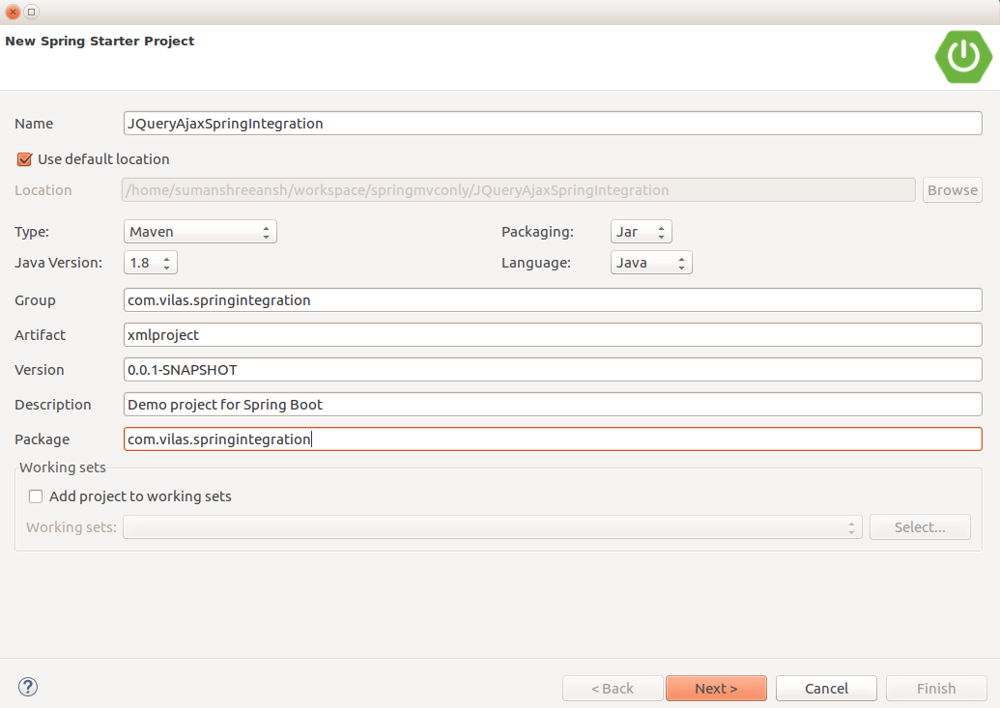 New Spring Starter Project
Name JQueryAjaxSpringIntegration
Use default location
Location /home/sumanshreeansh/workspace/springmvconly/JQueryAjaxSpringIntegration Browse
Type: Maven Packaging: Jar
Java Version: 1.8 Language: Java
Group com.vilas.springintegration
Artifact xmlproject
Version 0.0.1-SNAPSHOT
Description Demo project for Spring Boot
Package com.vilas.springintegration
Working sets
Add project to working sets
Working sets: Select...
? < Back Next > Cancel Finish